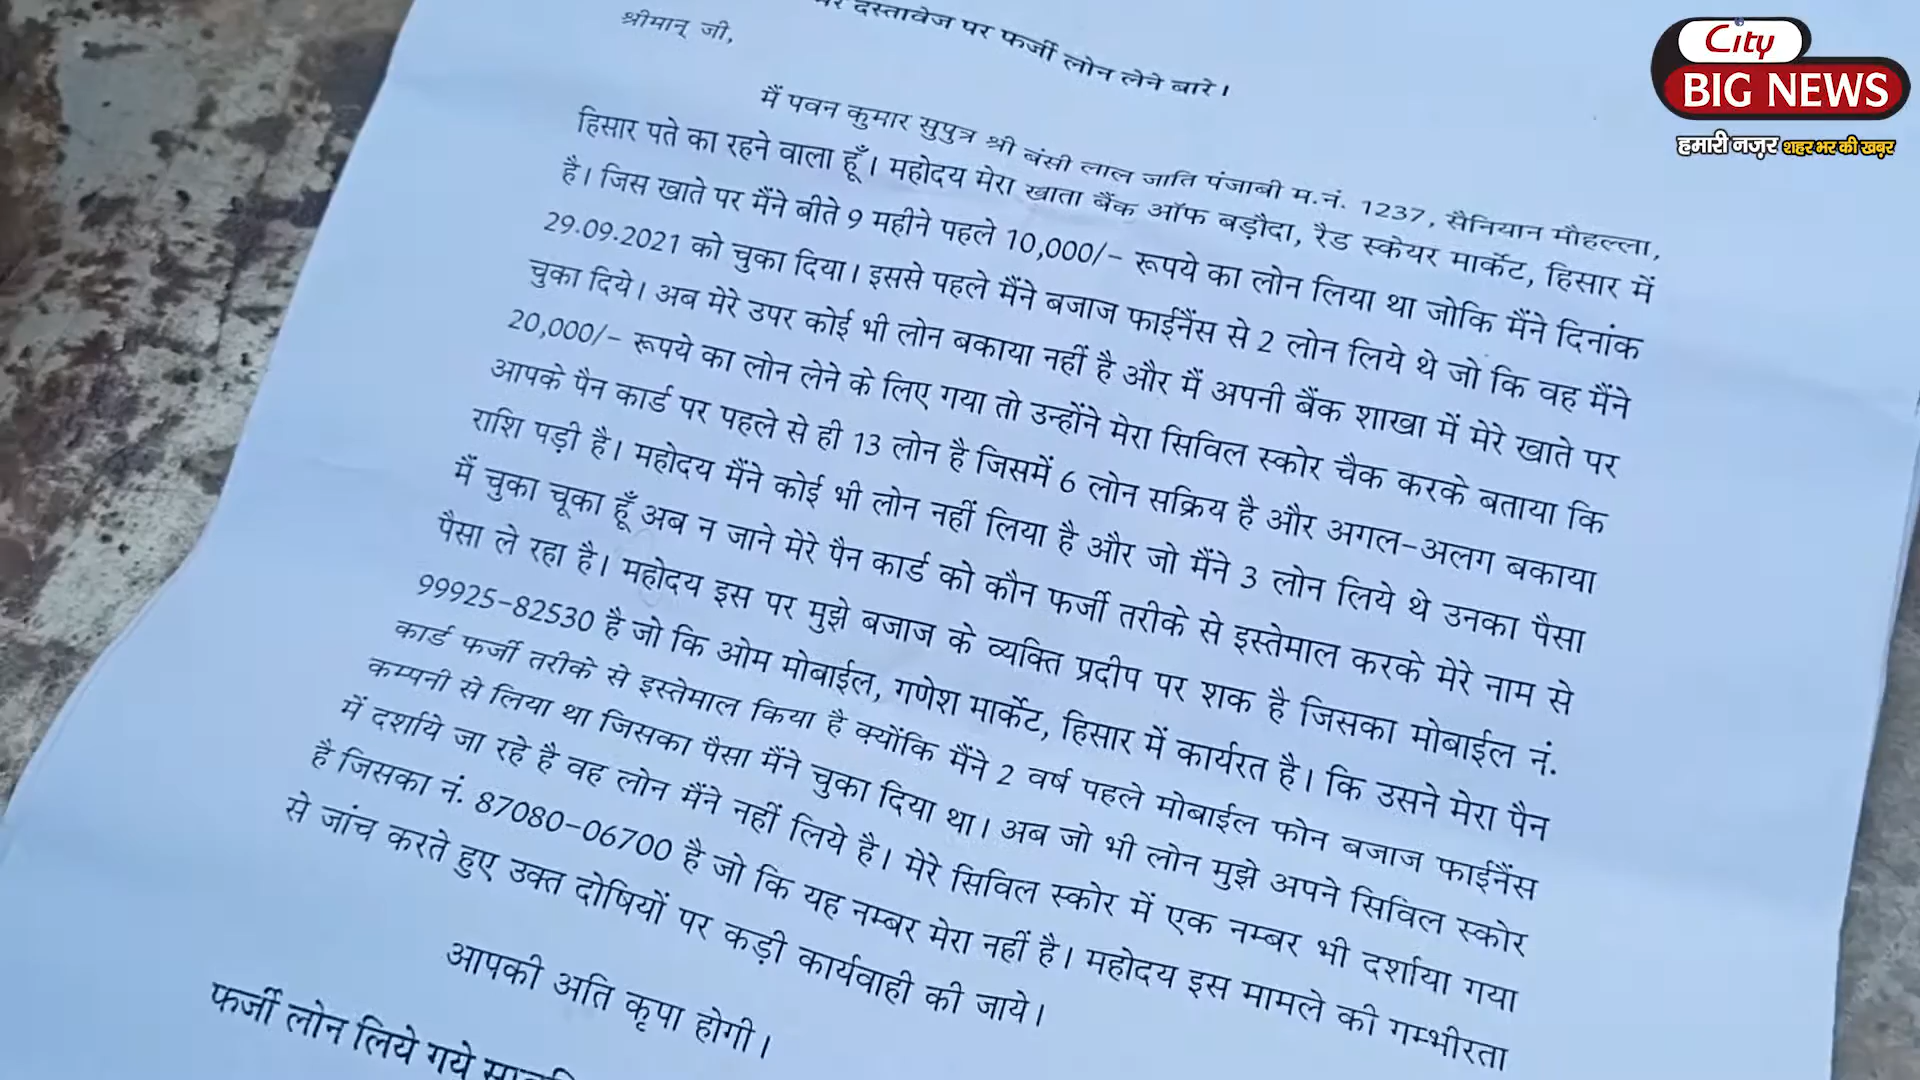 City
BIG NEWS
हमारी नज़र शहर भर की खबर
दस्तावेज पर फर्जी लोन लेने बारे।
श्रीमान् जी,
मैं पवन कुमार सुपुत्र श्री बंसी लाल जाति पंजाबी म.नं. 1237, सैनियान मौहल्ला,
हिसार पते का रहने वाला हूँ। महोदय मेरा खाता बैंक ऑफ बड़ौदा, रैड स्केयर मार्केट, हिसार में
है। जिस खाते पर मैंने बीते 9 महीने पहले 10,000/- रूपये का लोन लिया था जोकि मैंने दिनांक
29.09.2021 को चुका दिया। इससे पहले मैंने बजाज फाईनैंस से 2 लोन लिये थे जो कि वह मैंने
चुका दिये। अब मेरे उपर कोई भी लोन बकाया नहीं है और मैं अपनी बैंक शाखा में मेरे खाते पर
20,000/- रूपये का लोन लेने के लिए गया तो उन्होंने मेरा सिविल स्कोर चैक करके बताया कि
आपके पैन कार्ड पर पहले से ही 13 लोन है जिसमें 6 लोन सक्रिय है और अगल-अलग बकाया
राशि पड़ी है। महोदय मैंने कोई भी लोन नहीं लिया है और जो मैंने 3 लोन लिये थे उनका पैसा
मैं चुका चूका हूँ अब न जाने मेरे पैन कार्ड को कौन फर्जी तरीके से इस्तेमाल करके मेरे नाम से
पैसा ले रहा है। महोदय इस पर मुझे बजाज के व्यक्ति प्रदीप पर शक है जिसका मोबाईल नं.
99925-82530 है जो कि ओम मोबाईल, गणेश मार्केट, हिसार में कार्यरत है। कि उसने मेरा पैन
कार्ड फर्जी तरीके से इस्तेमाल किया है क्योंकि मैंने 2 वर्ष पहले मोबाईल फोन बजाज फाईनैंस
कम्पनी से लिया था जिसका पैसा मैंने चुका दिया था। अब जो भी लोन मुझे अपने सिविल स्कोर
में दर्शाये जा रहे है वह लोन मैंने नहीं लिये है। मेरे सिविल स्कोर में एक नम्बर भी दर्शाया गया
है जिसका नं. 87080-06700 है जो कि यह नम्बर मेरा नहीं है। महोदय इस मामले की गम्भीरता
से जांच करते हुए उक्त दोषियों पर कड़ी कार्यवाही की जाये।
आपकी अति कृपा होगी।
फर्जी लोन लिये गये